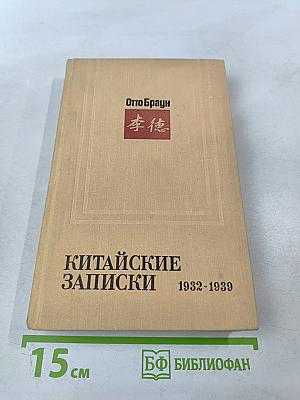 Отто Браун
李德
КИТАЙСКИЕ
ЗАПИСКИ 1932-1939
15 см
БФ БИБЛИОФАН